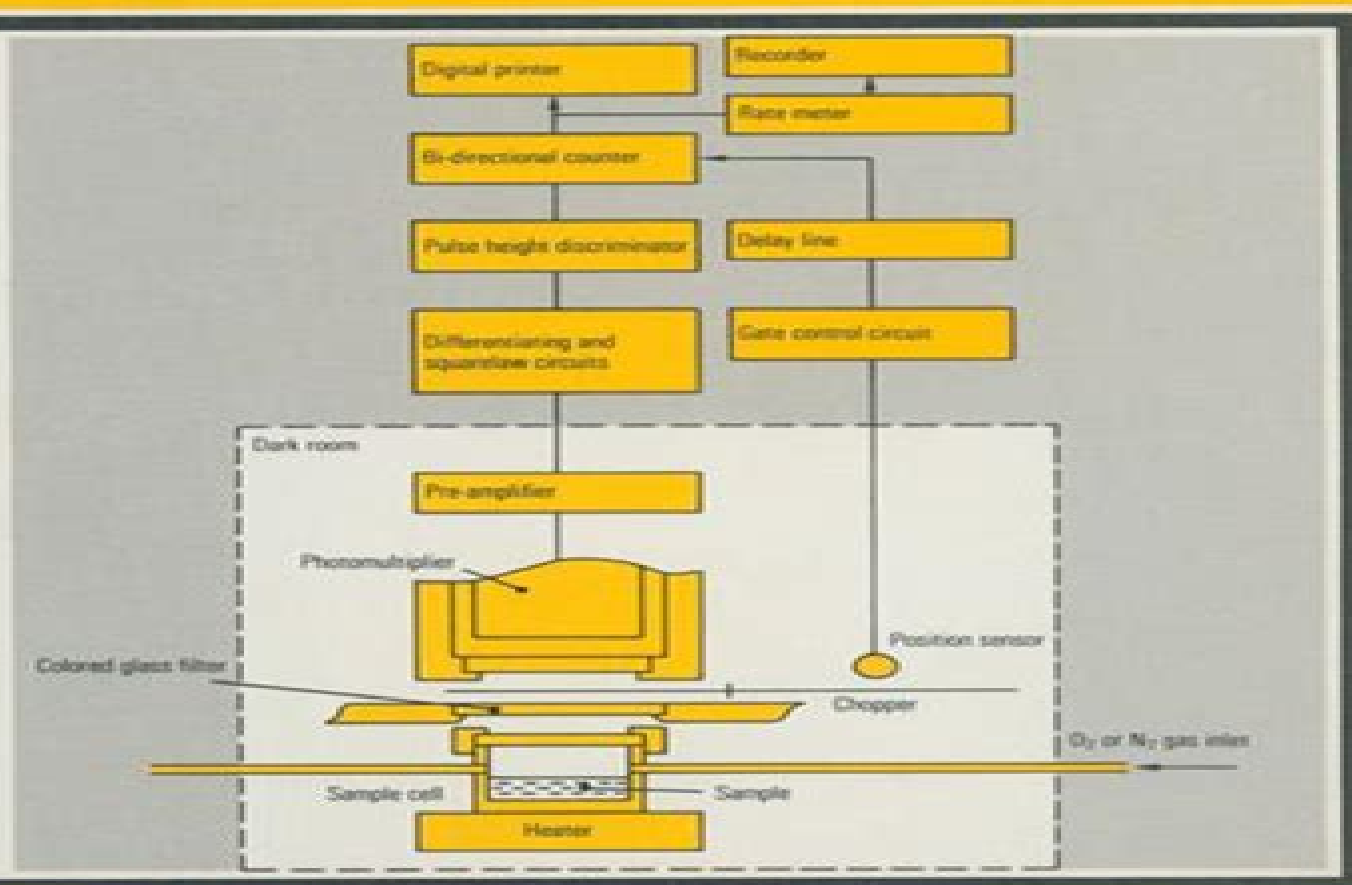 Digital printer
Recorder
Rate meter
Bi-directional counter
Pulse height discriminator
Delay line
Differentiating and
squarelaw circuits
Gate control circuit
Dark room
Pre-amplifier
Photomultiplier
Position sensor
Colored glass filter
Chopper
O₂ or N₂ gas inlet
Sample cell
Sample
Heater